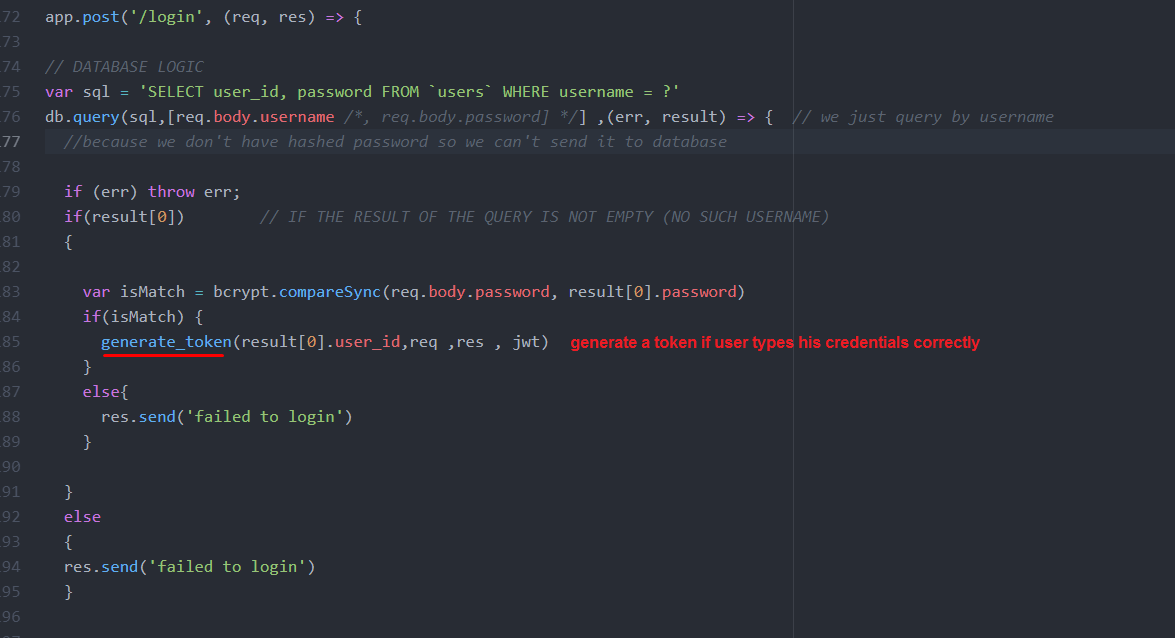 72 app.post('/login', (req, res) => {
73
74 // DATABASE LOGIC
75 var sql = 'SELECT user_id, password FROM `users` WHERE username = ?'
76 db.query(sql,[req.body.username /*, req.body.password] */] ,(err, result) => {  // we just query by username
77 //because we don't have hashed password so we can't send it to database
78
79 if (err) throw err;
80 if(result[0])        // IF THE RESULT OF THE QUERY IS NOT EMPTY (NO SUCH USERNAME)
81 {
82
83 var isMatch = bcrypt.compareSync(req.body.password, result[0].password)
84 if(isMatch) {
85 generate_token(result[0].user_id,req ,res , jwt) generate a token if user types his credentials correctly
86 }
87 else{
88 res.send('failed to login')
89 }
90
91 }
92 else
93 {
94 res.send('failed to login')
95 }
96